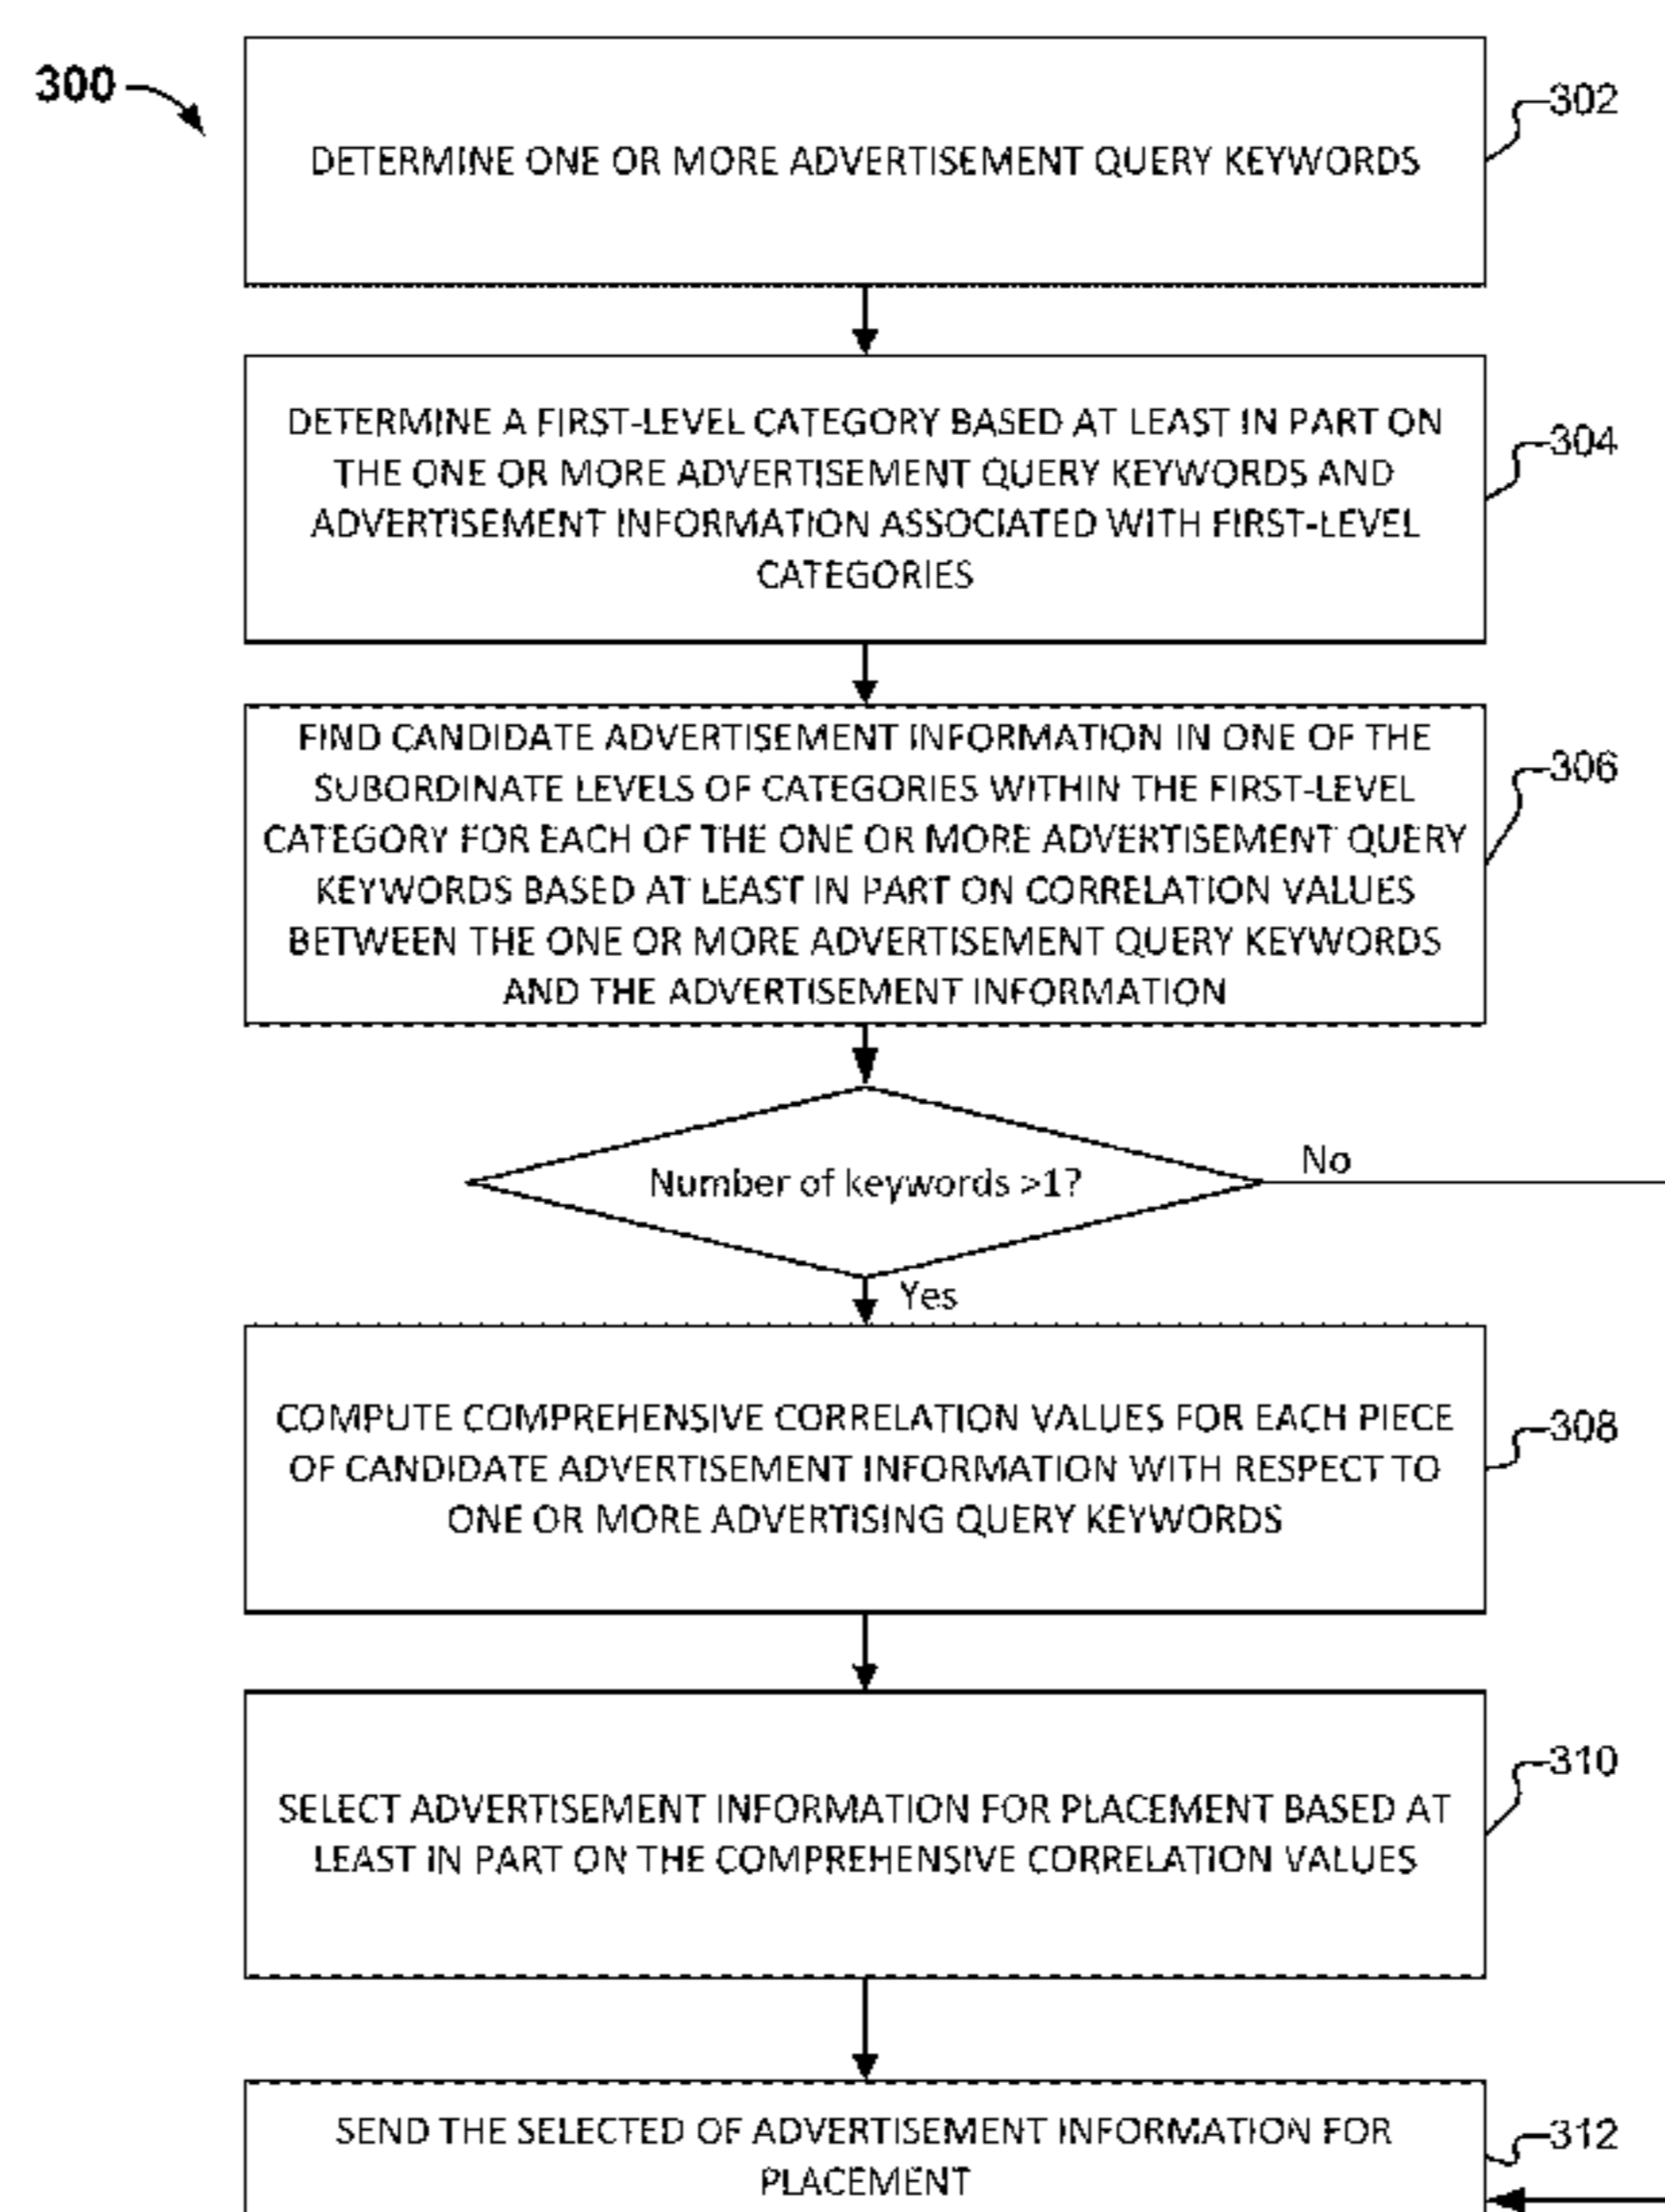 300
302
DETERMINE ONE OR MORE ADVERTISEMENT QUERY KEYWORDS
304
DETERMINE A FIRST-LEVEL CATEGORY BASED AT LEAST IN PART ON
THE ONE OR MORE ADVERTISEMENT QUERY KEYWORDS AND
ADVERTISEMENT INFORMATION ASSOCIATED WITH FIRST-LEVEL
CATEGORIES
306
FIND CANDIDATE ADVERTISEMENT INFORMATION IN ONE OF THE
SUBORDINATE LEVELS OF CATEGORIES WITHIN THE FIRST-LEVEL
CATEGORY FOR EACH OF THE ONE OR MORE ADVERTISEMENT QUERY
KEYWORDS BASED AT LEAST IN PART ON CORRELATION VALUES
BETWEEN THE ONE OR MORE ADVERTISEMENT QUERY KEYWORDS
AND THE ADVERTISEMENT INFORMATION
Number of keywords >1?
No
Yes
308
COMPUTE COMPREHENSIVE CORRELATION VALUES FOR EACH PIECE
OF CANDIDATE ADVERTISEMENT INFORMATION WITH RESPECT TO
ONE OR MORE ADVERTISING QUERY KEYWORDS
310
SELECT ADVERTISEMENT INFORMATION FOR PLACEMENT BASED AT
LEAST IN PART ON THE COMPREHENSIVE CORRELATION VALUES
312
SEND THE SELECTED OF ADVERTISEMENT INFORMATION FOR
PLACEMENT